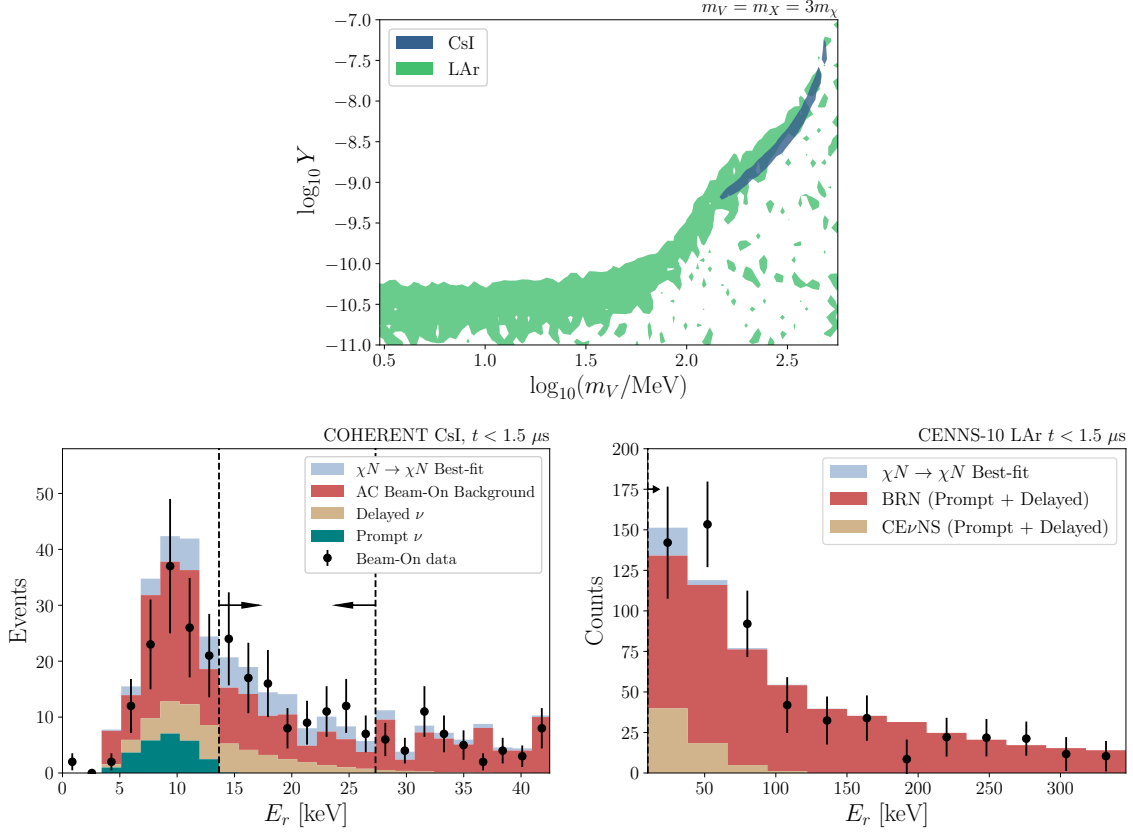 $m_V = m_X = 3m_\chi$
−7.0
−7.5
−8.0
−8.5
−9.0
−9.5
−10.0
−10.5
−11.0
log₁₀ Y
CsI
LAr
0.5 1.0 1.5 2.0 2.5
log₁₀(m_V/MeV)
COHERENT CsI, t < 1.5 μs
50
40
30
20
10
0
Events
χN → χN Best-fit
AC Beam-On Background
Delayed ν
Prompt ν
Beam-On data
0 5 10 15 20 25 30 35 40
E_r [keV]
CENNS-10 LAr t < 1.5 μs
200
175
150
125
100
75
50
25
0
Counts
χN → χN Best-fit
BRN (Prompt + Delayed)
CEνNS (Prompt + Delayed)
50 100 150 200 250 300
E_r [keV]